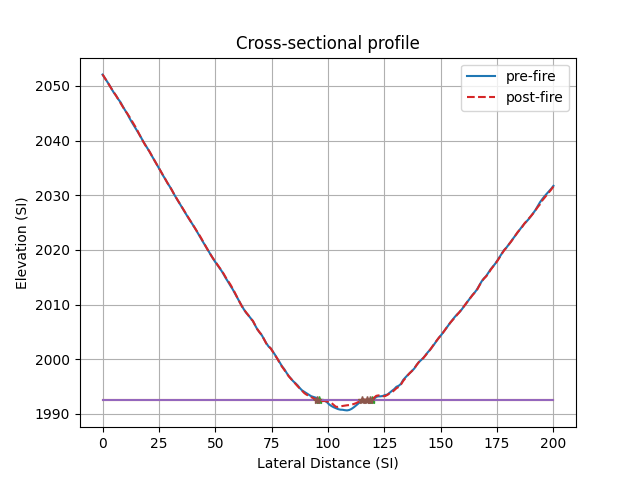 Cross-sectional profile
pre-fire
post-fire
2050
2040
2030
2020
2010
2000
1990
Elevation (SI)
0 25 50 75 100 125 150 175 200
Lateral Distance (SI)